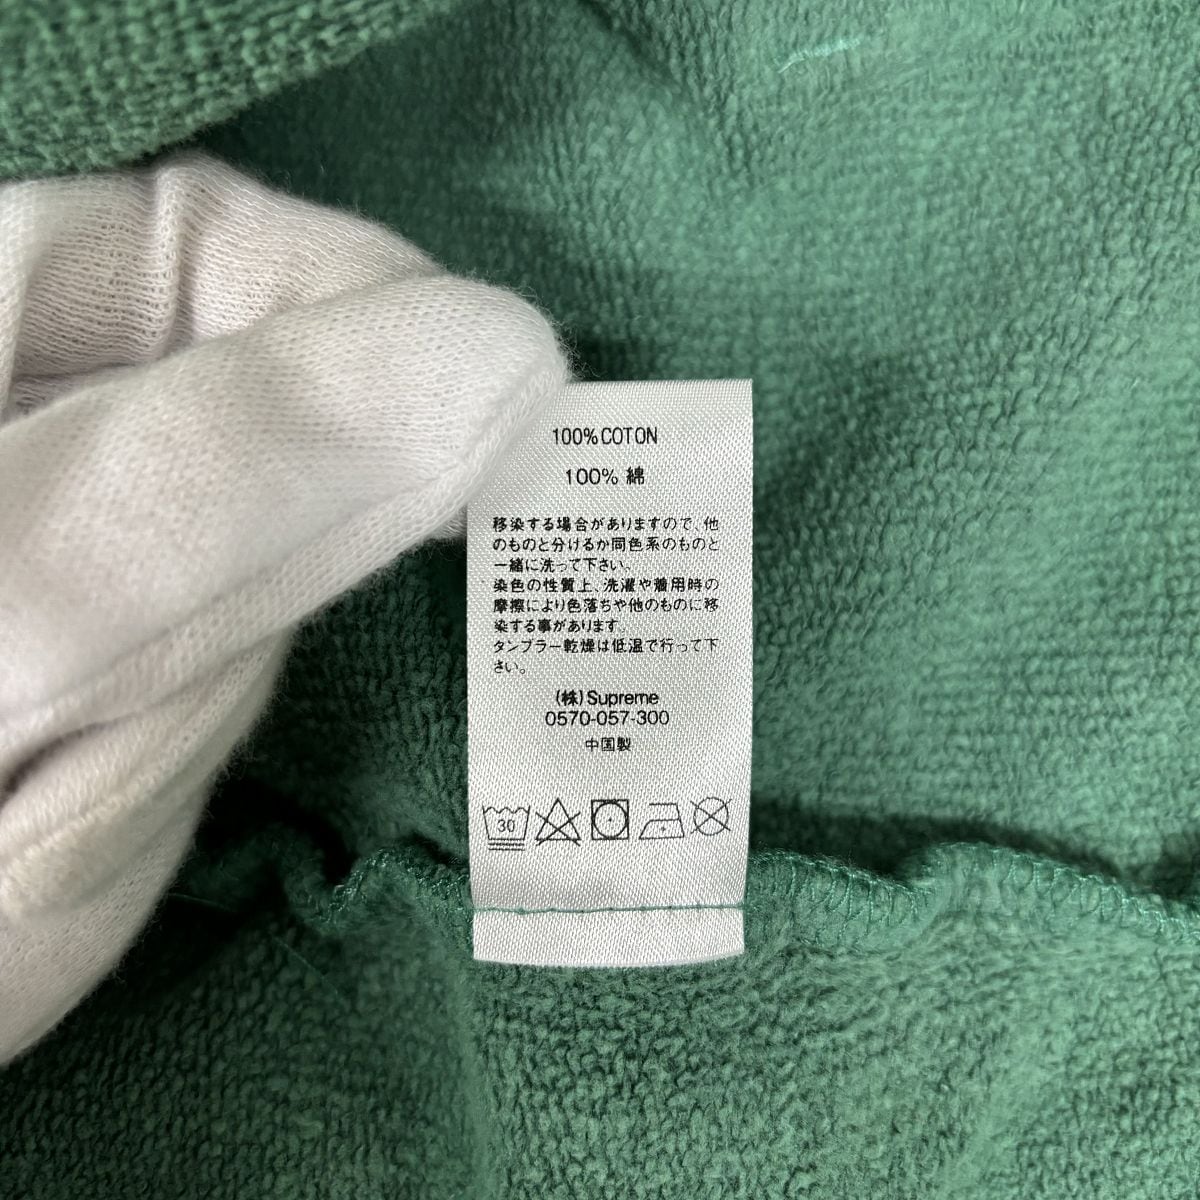 100% COTON
100% 綿
移染する場合がありますので、他
のものと分けるか同色系のものと
一緒に洗って下さい。
染色の性質上、洗濯や着用時の
摩擦により色落ちや他のものに移
染する事があります。
タンブラー乾燥は低温で行って下
さい。
(株)Supreme
0570-057-300
中国製
30